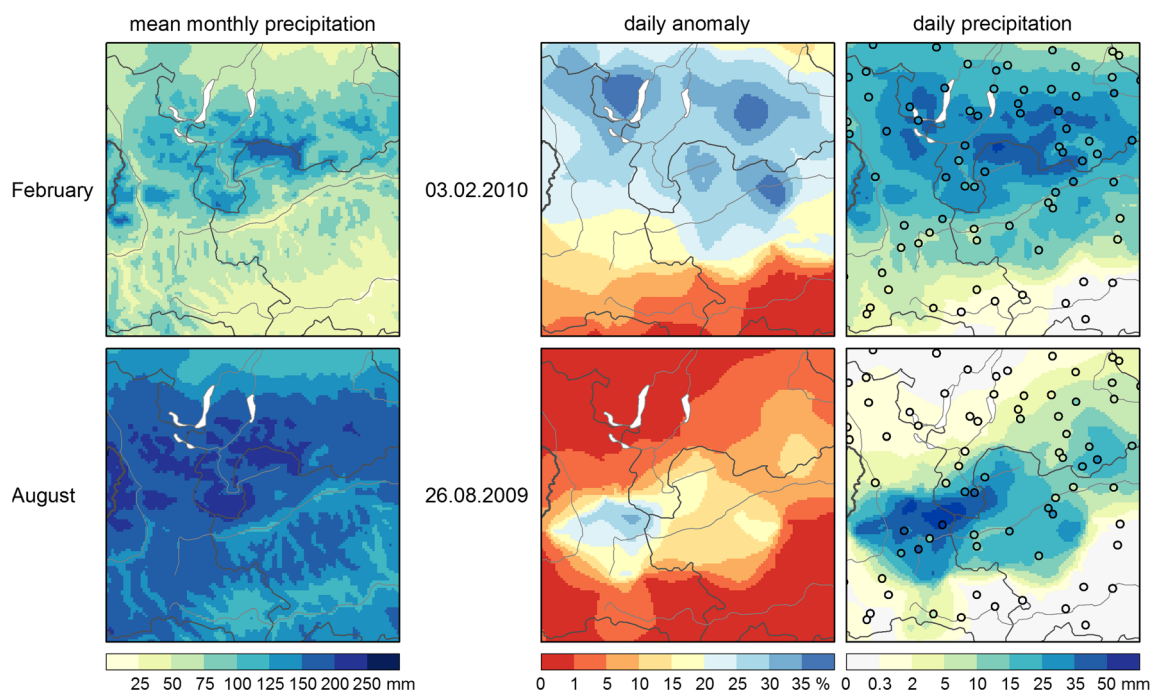 mean monthly precipitation
daily anomaly
daily precipitation
February
03.02.2010
August
26.08.2009
25 50 75 100 125 150 200 250 mm
0 1 5 10 15 20 25 30 35 %
0 0.3 2 5 10 15 25 35 50 mm